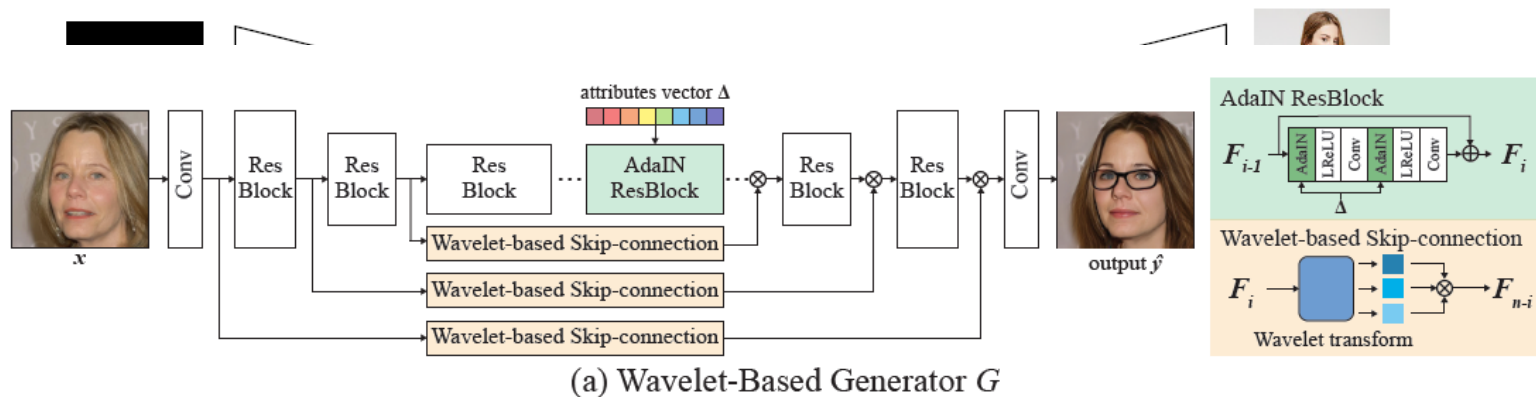 attributes vector Δ
Conv
Res
Block
Res
Block
Res
Block
AdaIN
ResBlock
Res
Block
Res
Block
Conv
Wavelet-based Skip-connection
Wavelet-based Skip-connection
Wavelet-based Skip-connection
x
output ŷ
AdaIN ResBlock
F_{i-1}
AdaIN
LReLU
Conv
AdaIN
LReLU
Conv
F_i
Δ
Wavelet-based Skip-connection
F_i
F_{n-i}
Wavelet transform
(a) Wavelet-Based Generator G